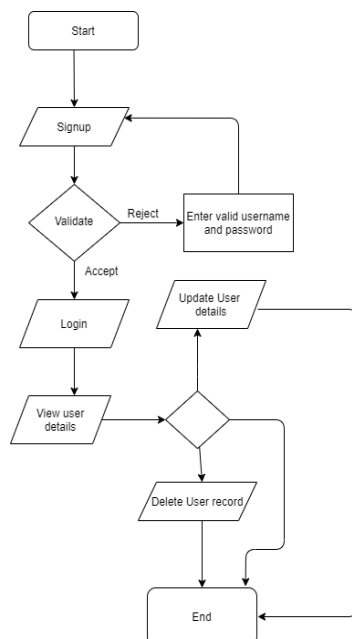 Start
Signup
Validate
Reject
Enter valid username
and password
Accept
Update User
details
Login
View user
details
Delete User record
End